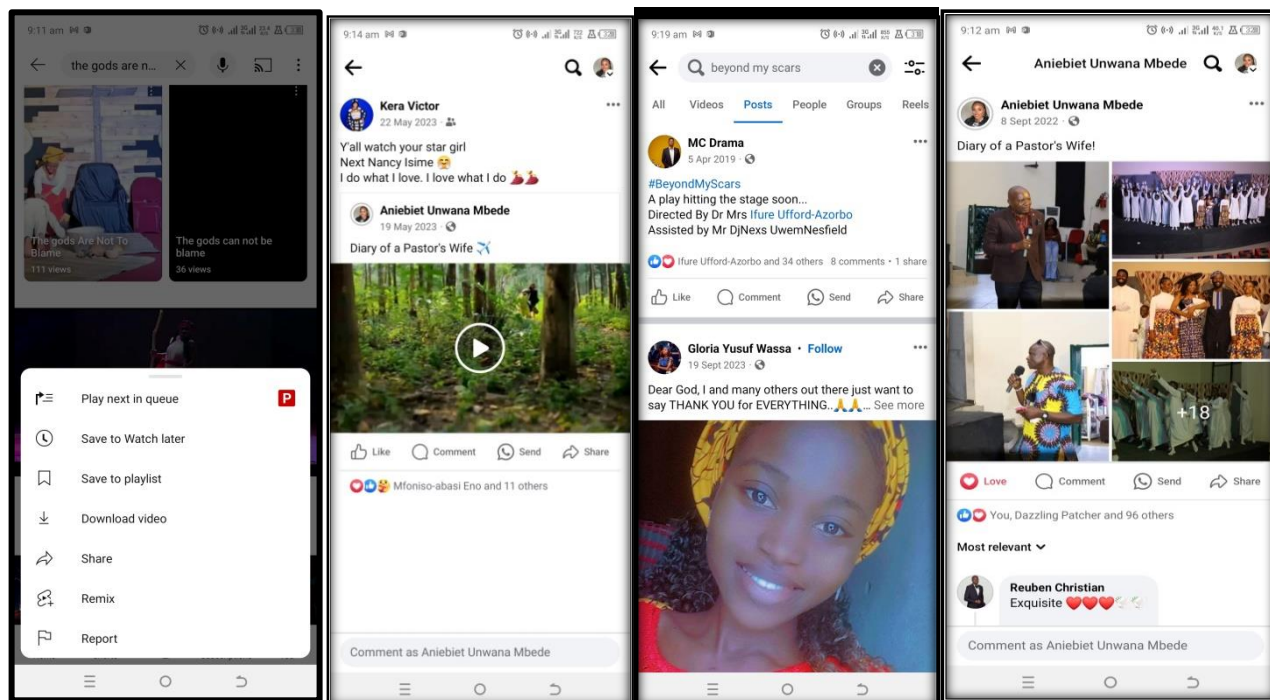 9:11 am
the gods are n...
The gods Are Not To
Blame
111 views
The gods can not be
blame
36 views
Play next in queue
P
Save to Watch later
Save to playlist
Download video
Share
Remix
Report
9:14 am
Kera Victor
22 May 2023 ·
Y'all watch your star girl
Next Nancy Isime 😊
I do what I love. I love what I do 💃💃
Aniebiet Unwana Mbede
19 May 2023 ·
Diary of a Pastor's Wife ✈️
Like Comment Send Share
Mfoniso-abasi Eno and 11 others
Comment as Aniebiet Unwana Mbede
9:19 am
beyond my scars
All Videos Posts People Groups Reels
MC Drama
5 Apr 2019 ·
#BeyondMyScars
A play hitting the stage soon...
Directed By Dr Mrs Ifure Ufford-Azorbo
Assisted by Mr DjNexs UwemNesfield
Ifure Ufford-Azorbo and 34 others 8 comments • 1 share
Like Comment Send Share
Gloria Yusuf Wassa • Follow
19 Sept 2023 ·
Dear God, I and many others out there just want to
say THANK YOU for EVERYTHING..🙏🙏... See more
9:12 am
Aniebiet Unwana Mbede
Aniebiet Unwana Mbede
8 Sept 2022 ·
Diary of a Pastor's Wife!
+18
Love Comment Send Share
You, Dazzling Patcher and 96 others
Most relevant
Reuben Christian
Exquisite ❤️❤️❤️
Comment as Aniebiet Unwana Mbede